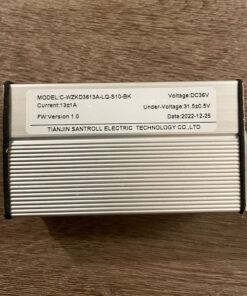 MODEL:C-WZKD3613A-LQ-S10-BK Voltage:DC36V
Current:13±1A Under-Voltage:31.5±0.5V
FW:Version 1.0 Date:2022-12-26
TIANJIN SANTROLL ELECTRIC TECHNOLOGY CO.,LTD